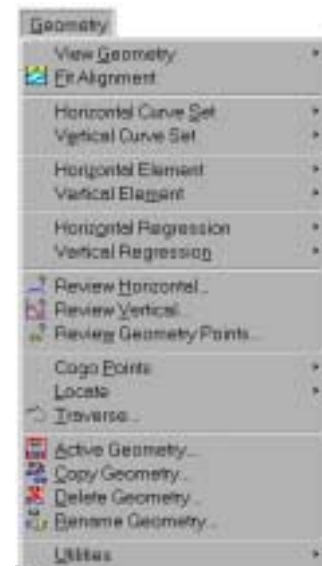 Geometry
View Geometry
Fit Alignment
Horizontal Curve Set
Vertical Curve Set
Horizontal Element
Vertical Element
Horizontal Regression
Vertical Regression
Review Horizontal...
Review Vertical...
Review Geometry Points...
Cogo Points
Locate
Traverse...
Active Geometry...
Copy Geometry...
Delete Geometry...
Rename Geometry...
Utilities